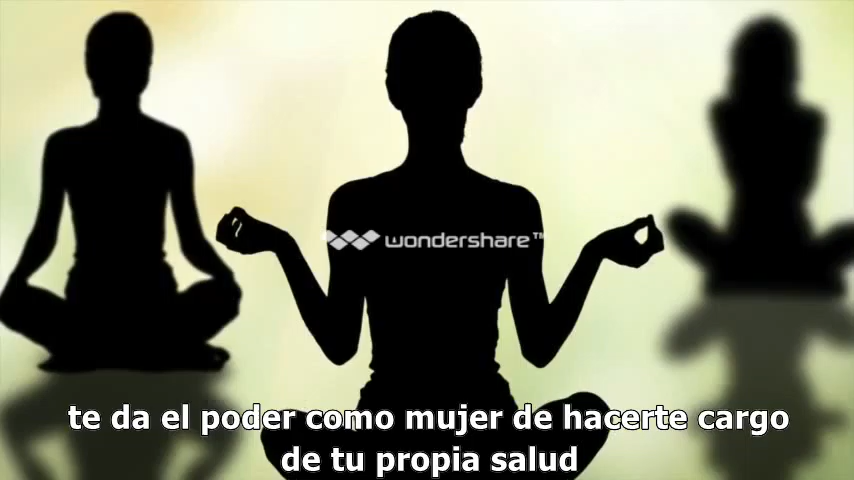 wondershare™
te da el poder como mujer de hacerte cargo
de tu propia salud